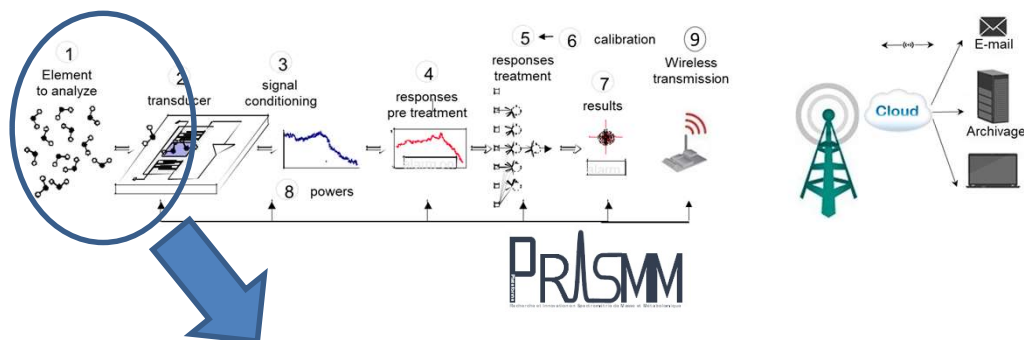 1
Element
to analyze
2
transducer
3
signal
conditioning
4
responses
pre treatment
5
6
calibration
responses
treatment
7
results
alarm
8
powers
9
Wireless
transmission
Cloud
E-mail
Archivage
PRISMM